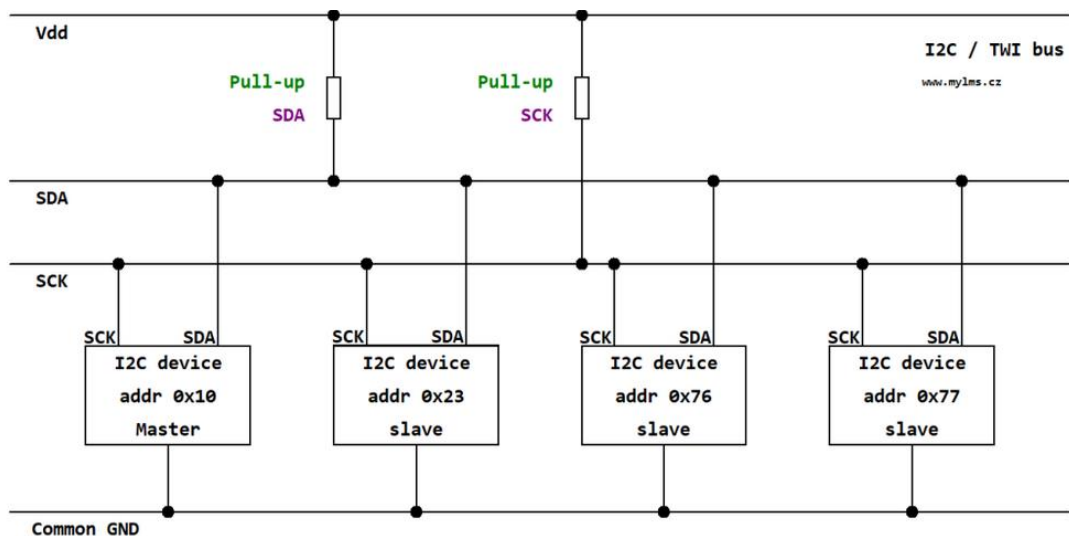 Vdd
I2C / TWI bus
www.mylms.cz
Pull-up
SDA
Pull-up
SCK
SDA
SCK
SCK SDA
I2C device
addr 0x10
Master
SCK SDA
I2C device
addr 0x23
slave
SCK SDA
I2C device
addr 0x76
slave
SCK SDA
I2C device
addr 0x77
slave
Common GND